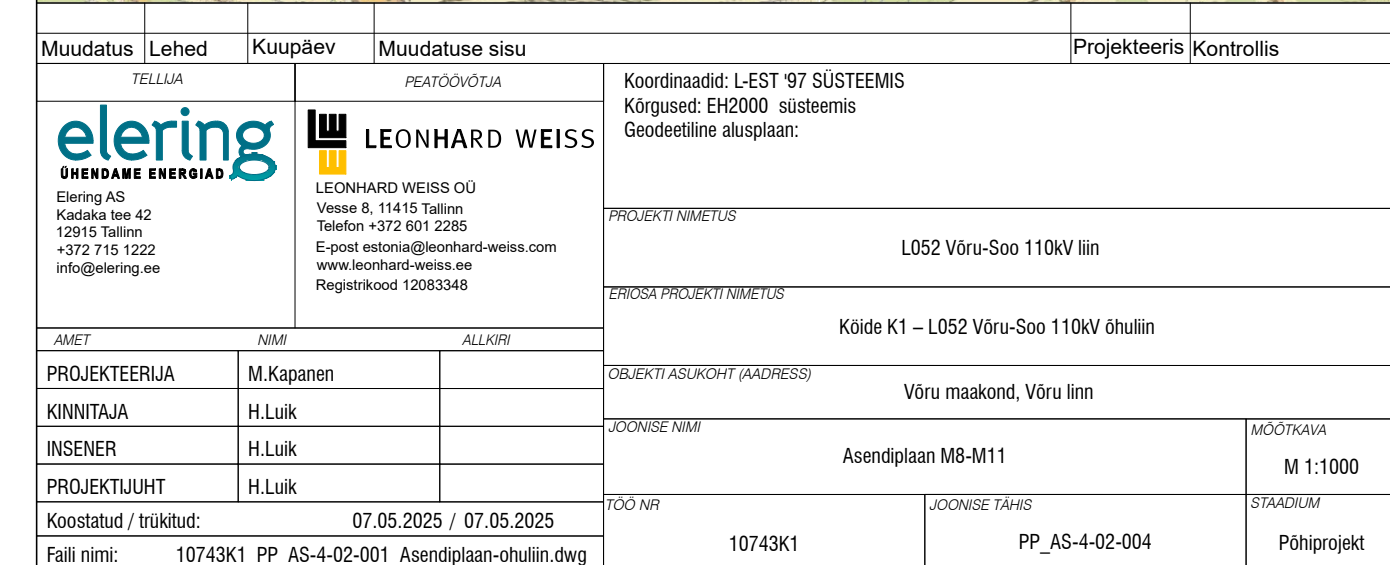 Muudatus Lehed Kuupäev Muudatuse sisu Projekteeris Kontrollis
TELLIJA
elering
ÜHENDAME ENERGIAD
Elering AS
Kadaka tee 42
12915 Tallinn
+372 715 1222
info@elering.ee
PEATÖÖVÕTJA
LEONHARD WEISS
LEONHARD WEISS OÜ
Vesse 8, 11415 Tallinn
Telefon +372 601 2285
E-post estonia@leonhard-weiss.com
www.leonhard-weiss.ee
Registrikood 12083348
AMET NIMI ALLKIRI
PROJEKTEERIJA M.Kapanen
KINNITAJA H.Luik
INSENER H.Luik
PROJEKTIJUHT H.Luik
Koostatud / trükitud: 07.05.2025 / 07.05.2025
Faili nimi: 10743K1_PP_AS-4-02-001_Asendiplaan-ohuliin.dwg
Koordinaadid: L-EST '97 SÜSTEEMIS
Kõrgused: EH2000 süsteemis
Geodeetiline alusplaan:
PROJEKTI NIMETUS
L052 Võru-Soo 110kV liin
ERIOSA PROJEKTI NIMETUS
Köide K1 – L052 Võru-Soo 110kV õhuliin
OBJEKTI ASUKOHT (AADRESS)
Võru maakond, Võru linn
JOONISE NIMI
Asendiplaan M8-M11
MÕÕTKAVA
M 1:1000
TÖÖ NR
10743K1
JOONISE TÄHIS
PP_AS-4-02-004
STAADIUM
Põhiprojekt